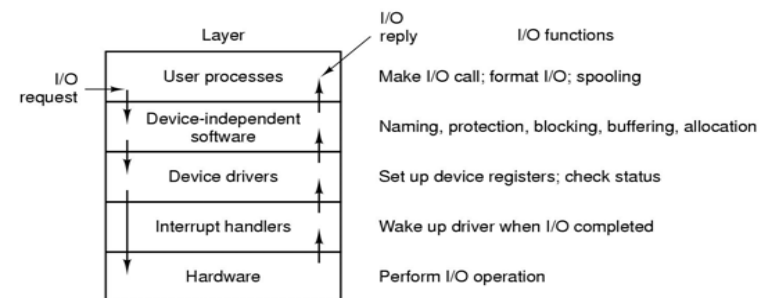 I/O
reply
Layer
I/O functions
I/O
request
User processes
Make I/O call; format I/O; spooling
Device-independent
software
Naming, protection, blocking, buffering, allocation
Device drivers
Set up device registers; check status
Interrupt handlers
Wake up driver when I/O completed
Hardware
Perform I/O operation